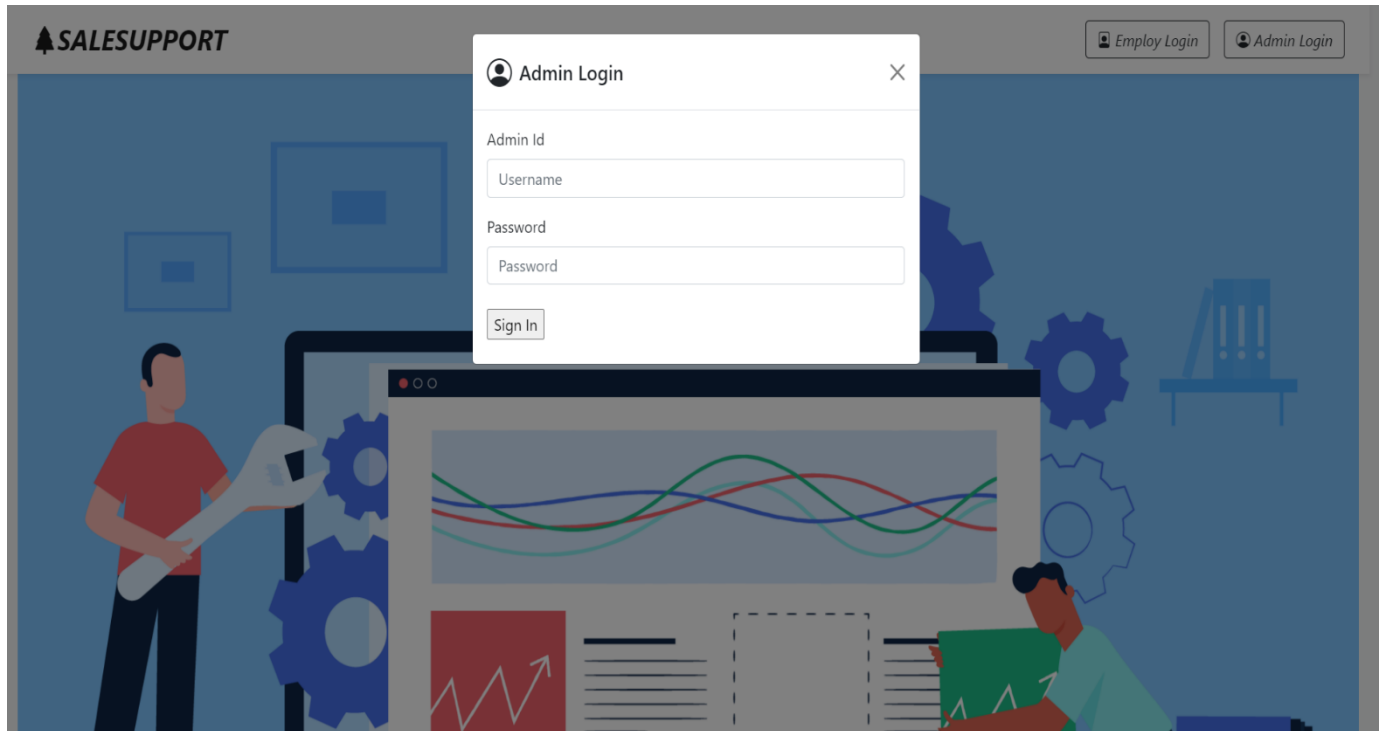 SALESUPPORT
Employ Login
Admin Login
Admin Login
Admin Id
Username
Password
Password
Sign In